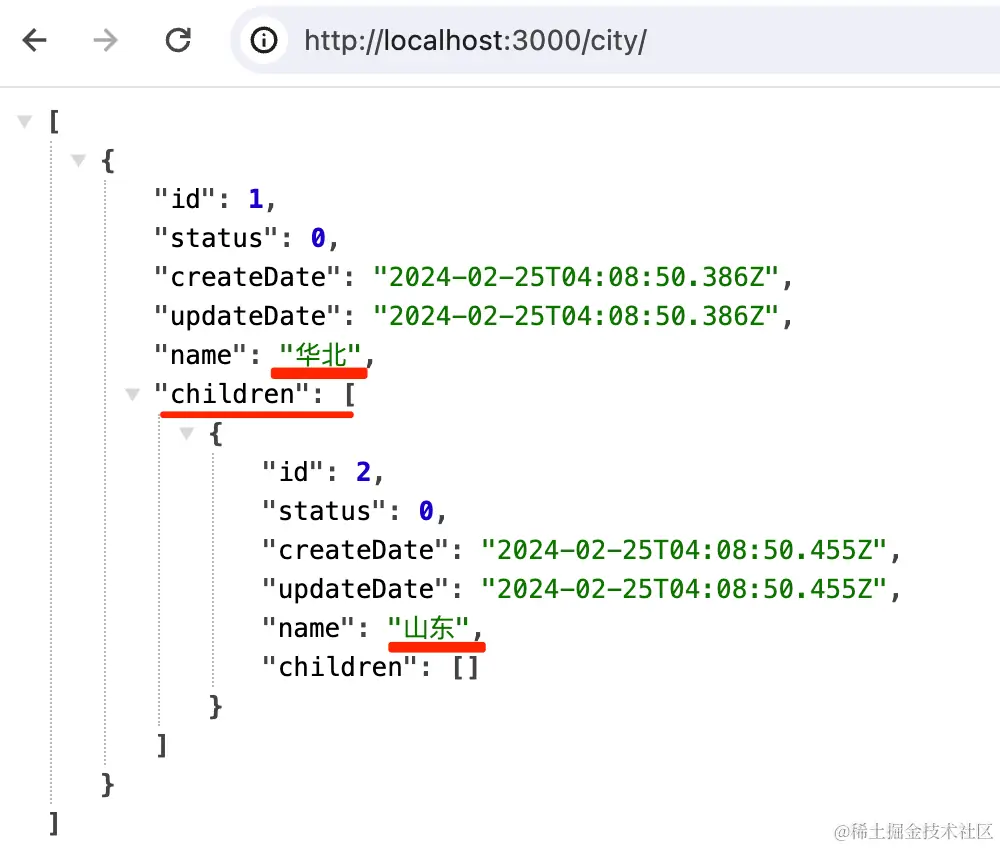 http://localhost:3000/city/
[
{
"id": 1,
"status": 0,
"createDate": "2024-02-25T04:08:50.386Z",
"updateDate": "2024-02-25T04:08:50.386Z",
"name": "华北",
"children": [
{
"id": 2,
"status": 0,
"createDate": "2024-02-25T04:08:50.455Z",
"updateDate": "2024-02-25T04:08:50.455Z",
"name": "山东",
"children": []
}
]
}
]
@稀土掘金技术社区